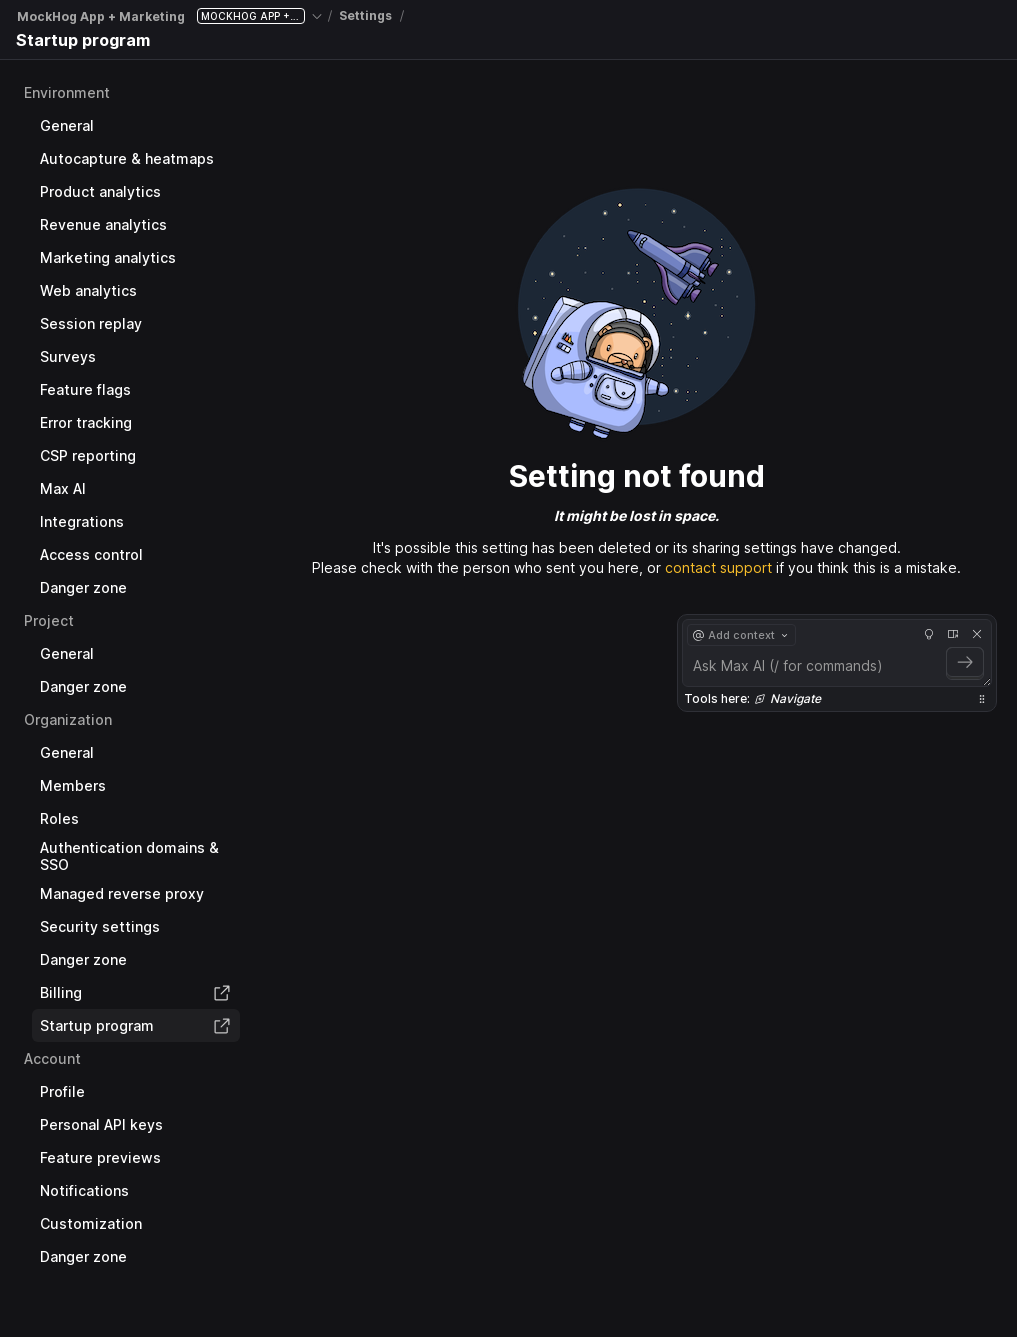 MockHog App + Marketing MOCKHOG APP +... / Settings /
Startup program
Environment
General
Autocapture & heatmaps
Product analytics
Revenue analytics
Marketing analytics
Web analytics
Session replay
Surveys
Feature flags
Error tracking
CSP reporting
Max AI
Integrations
Access control
Danger zone
Project
General
Danger zone
Organization
General
Members
Roles
Authentication domains &
SSO
Managed reverse proxy
Security settings
Danger zone
Billing
Startup program
Account
Profile
Personal API keys
Feature previews
Notifications
Customization
Danger zone
Setting not found
It might be lost in space.
It's possible this setting has been deleted or its sharing settings have changed.
Please check with the person who sent you here, or contact support if you think this is a mistake.
@ Add context
Ask Max AI (/ for commands)
Tools here: Navigate